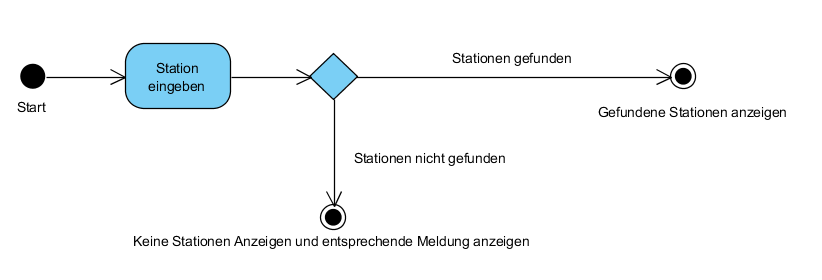 Stationen gefunden
Station
eingeben
Start
Gefundene Stationen anzeigen
Stationen nicht gefunden
Keine Stationen Anzeigen und entsprechende Meldung anzeigen